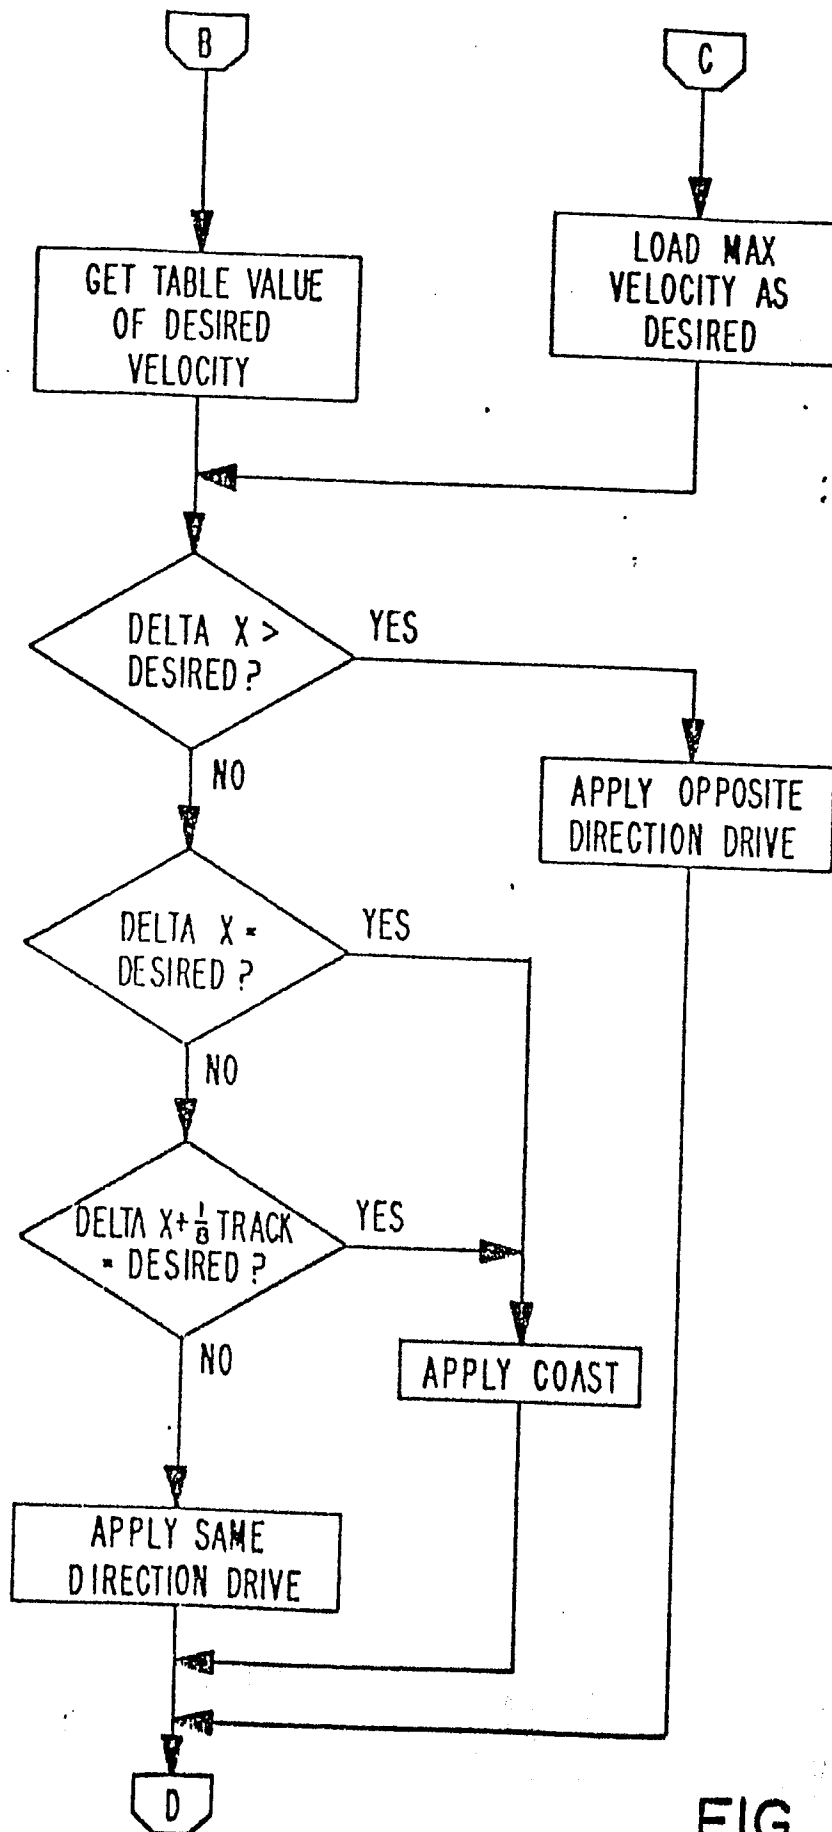 B
C
GET TABLE VALUE
OF DESIRED
VELOCITY
LOAD MAX
VELOCITY AS
DESIRED
DELTA X >
DESIRED?
YES
NO
APPLY OPPOSITE
DIRECTION DRIVE
DELTA X =
DESIRED?
YES
NO
DELTA X+1/8 TRACK
= DESIRED?
YES
NO
APPLY COAST
APPLY SAME
DIRECTION DRIVE
D
FIG